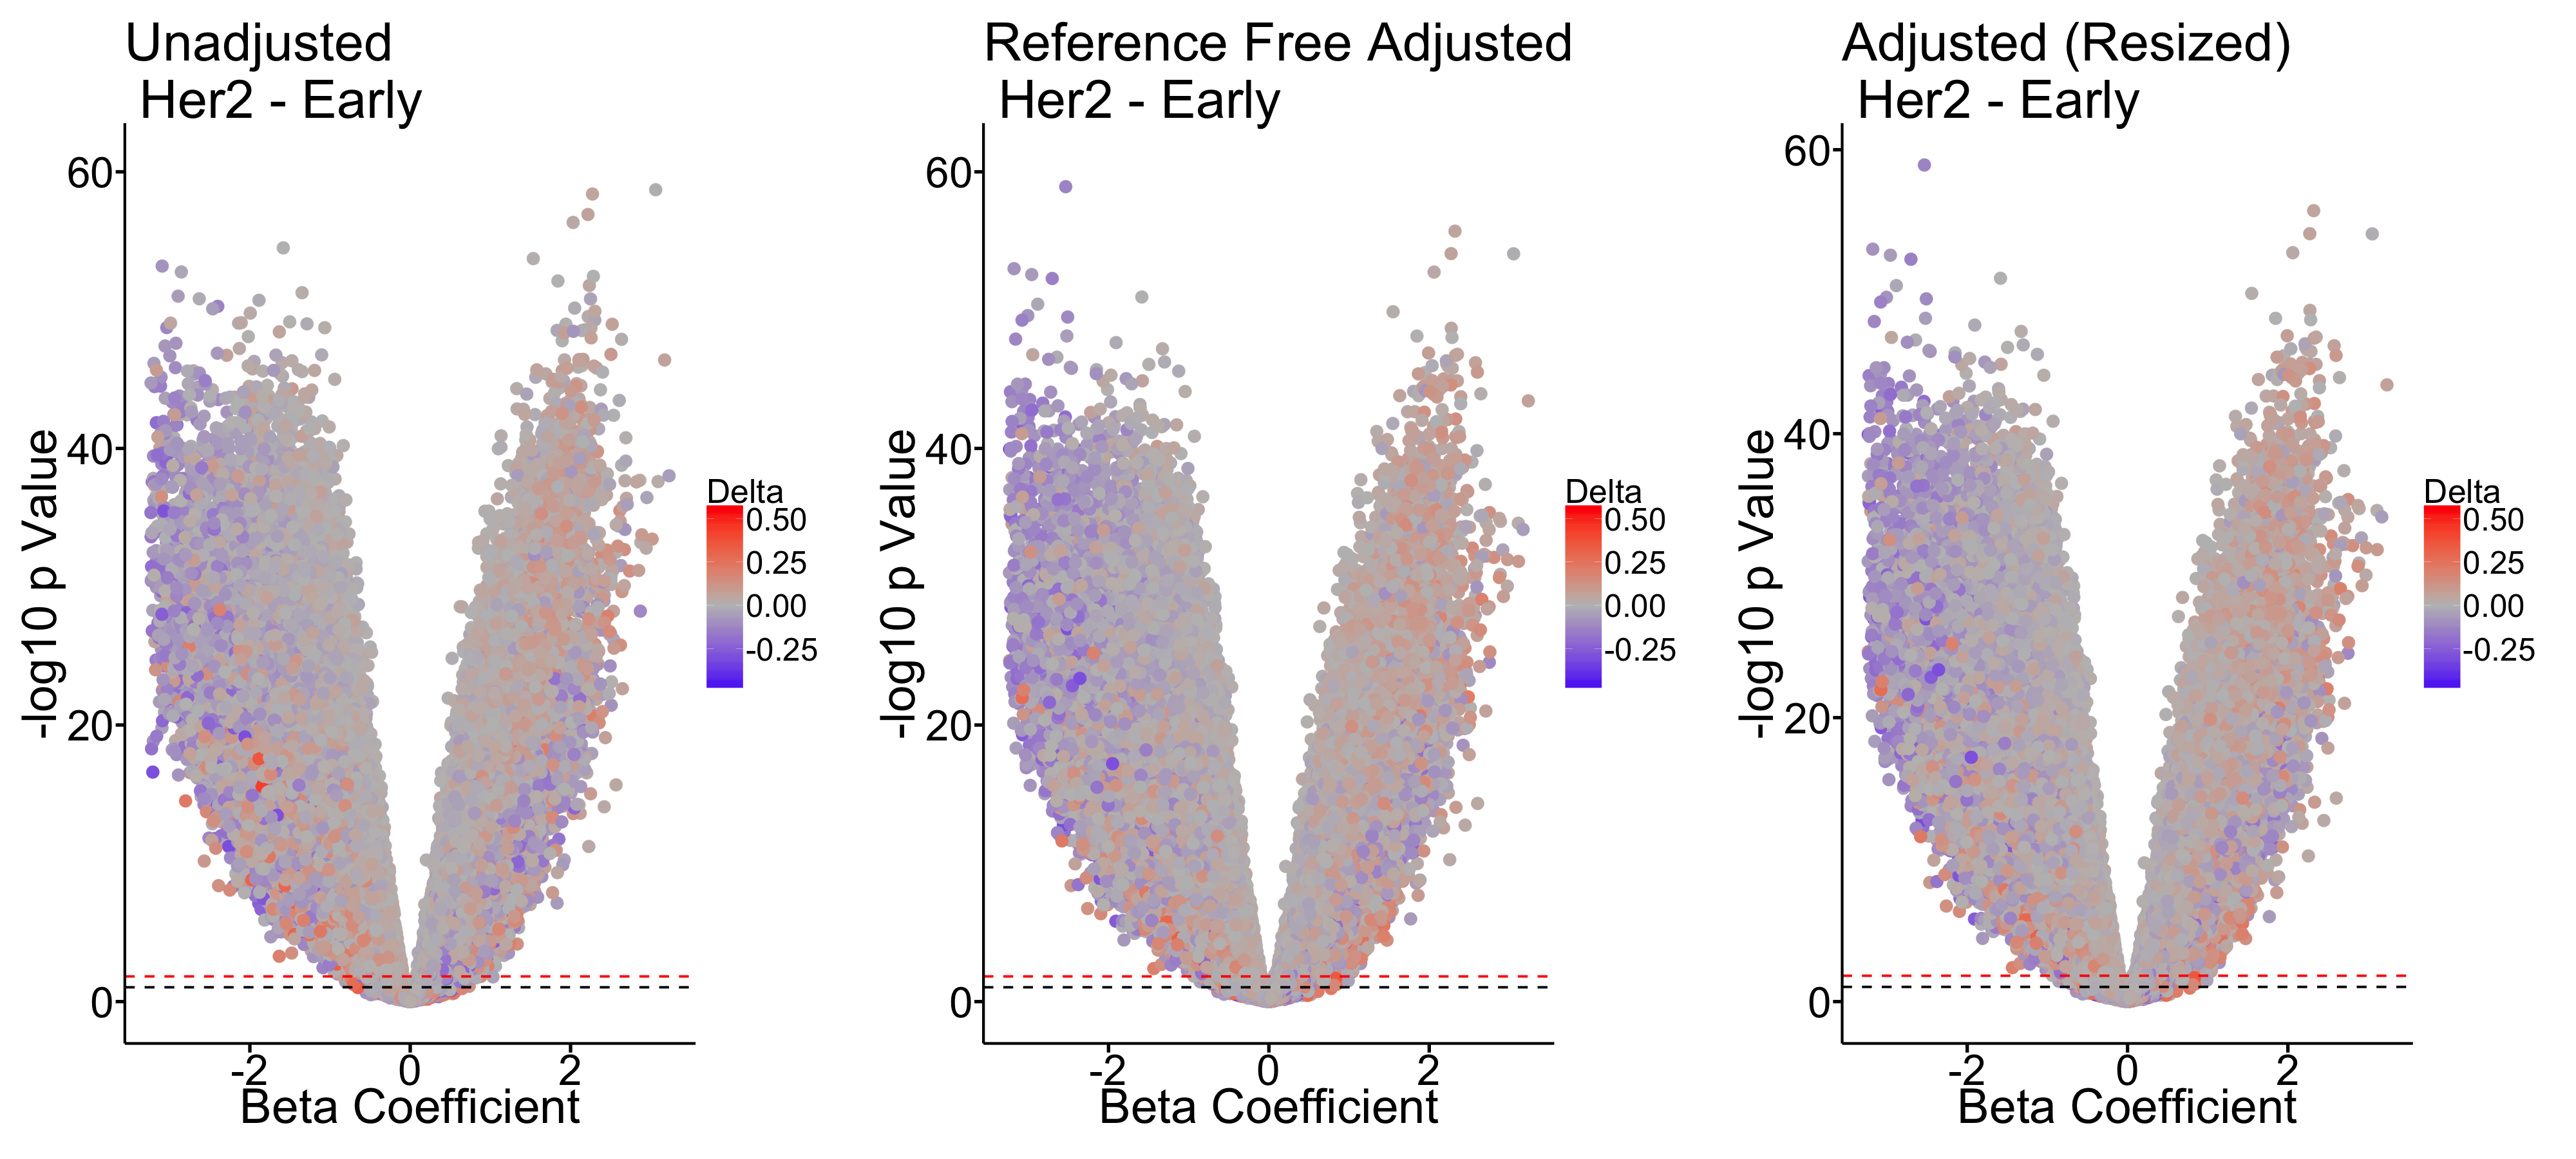 Unadjusted
Her2 - Early
60
40
20
0
-log10 p Value
-2 0 2
Beta Coefficient
Delta
0.50
0.25
0.00
-0.25
Reference Free Adjusted
Her2 - Early
60
40
20
0
-log10 p Value
-2 0 2
Beta Coefficient
Delta
0.50
0.25
0.00
-0.25
Adjusted (Resized)
Her2 - Early
60
40
20
0
-log10 p Value
-2 0 2
Beta Coefficient
Delta
0.50
0.25
0.00
-0.25